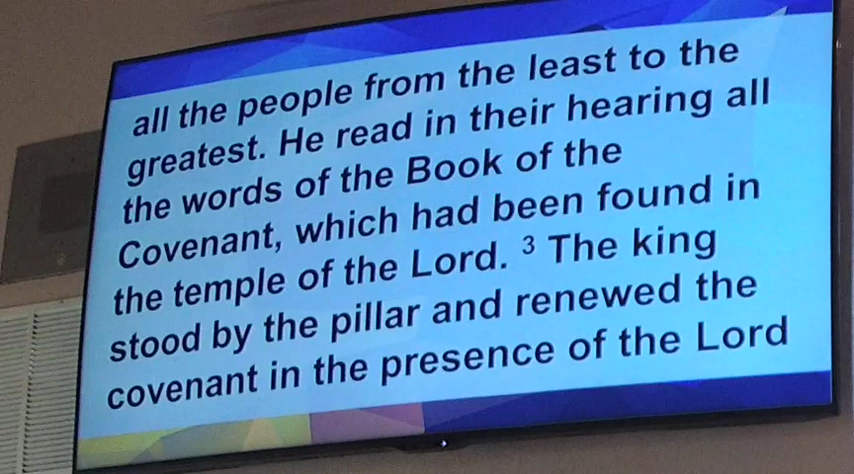 all the people from the least to the
greatest. He read in their hearing all
the words of the Book of the
Covenant, which had been found in
the temple of the Lord. ³ The king
stood by the pillar and renewed the
covenant in the presence of the Lord